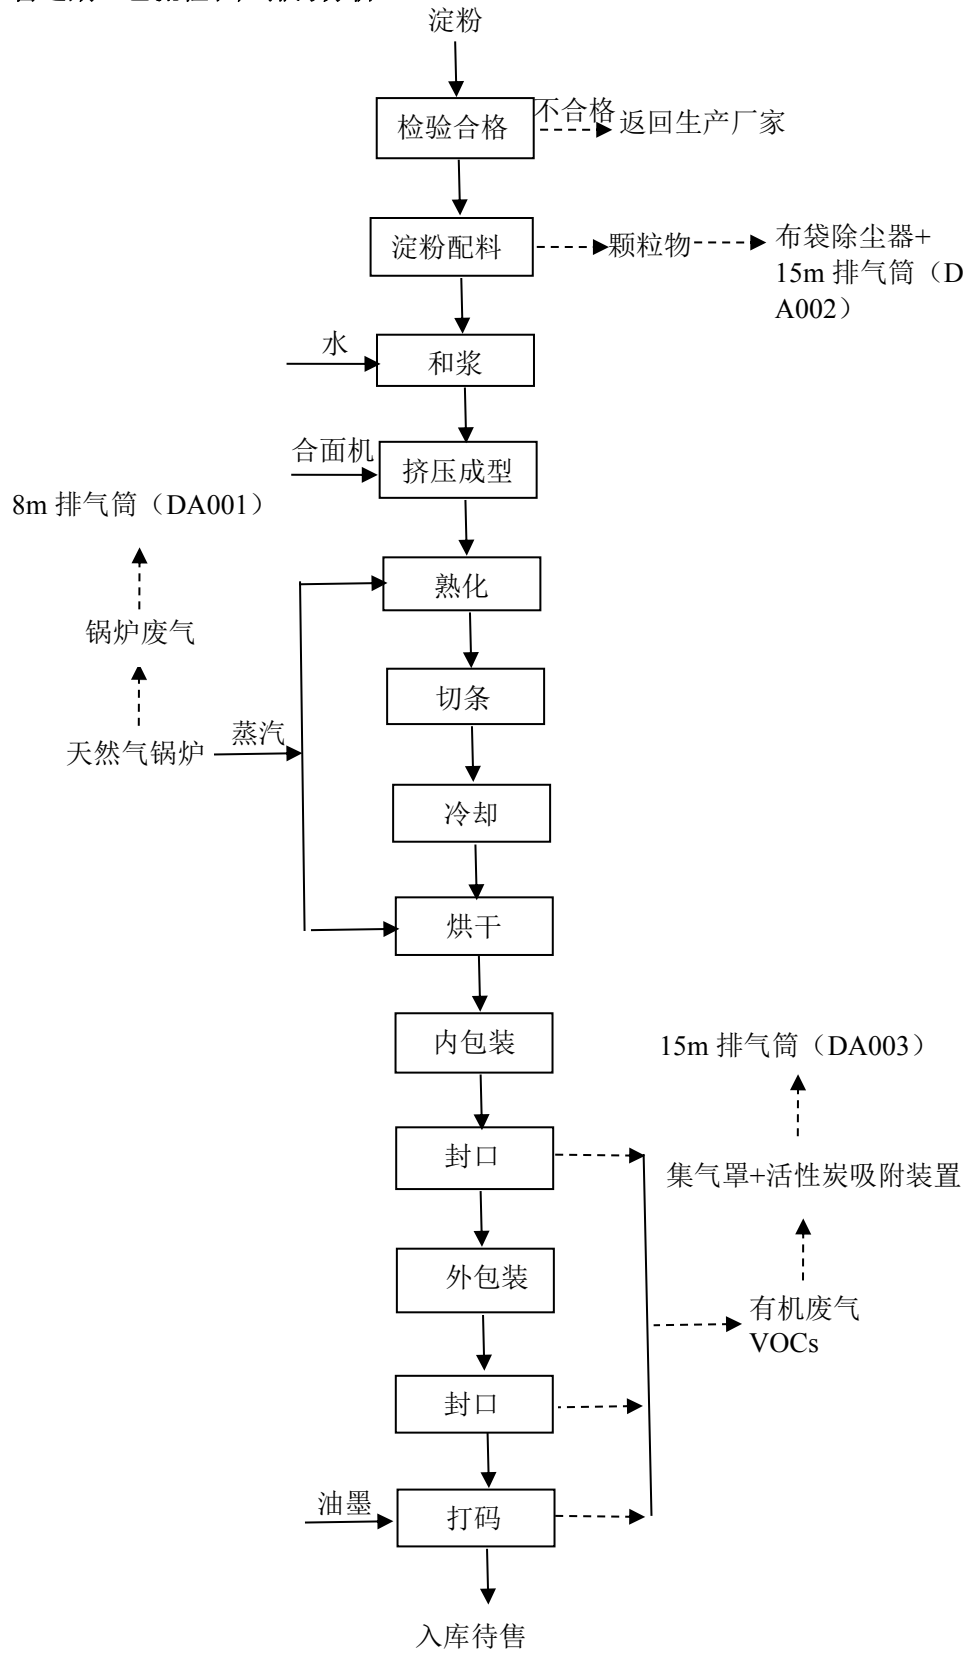 淀粉
检验合格
不合格
返回生产厂家
淀粉配料
颗粒物
布袋除尘器+
15m 排气筒（D
A002）
水
和浆
合面机
挤压成型
8m 排气筒（DA001）
熟化
锅炉废气
切条
蒸汽
天然气锅炉
冷却
烘干
内包装
15m 排气筒（DA003）
封口
集气罩+活性炭吸附装置
外包装
有机废气
VOCs
封口
油墨
打码
入库待售